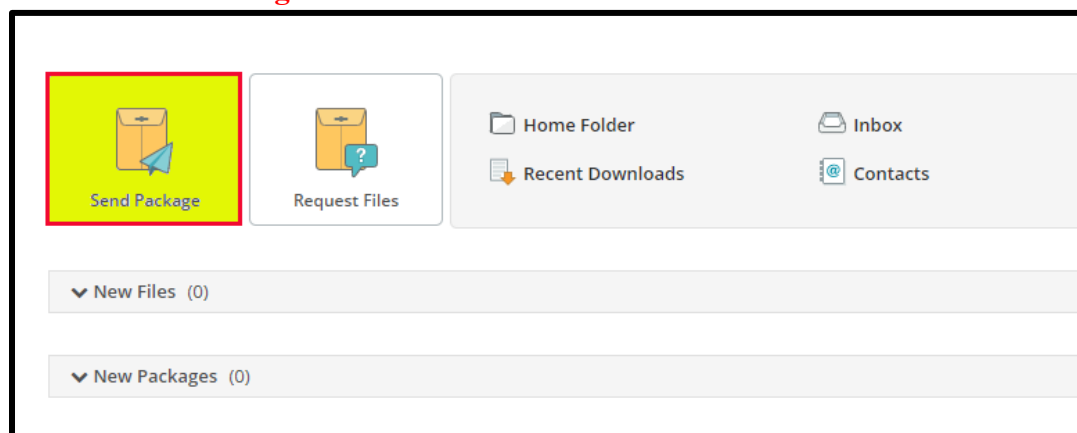 Home Folder Inbox
Recent Downloads @ Contacts
?
Send Package Request Files
New Files (0)
New Packages (0)